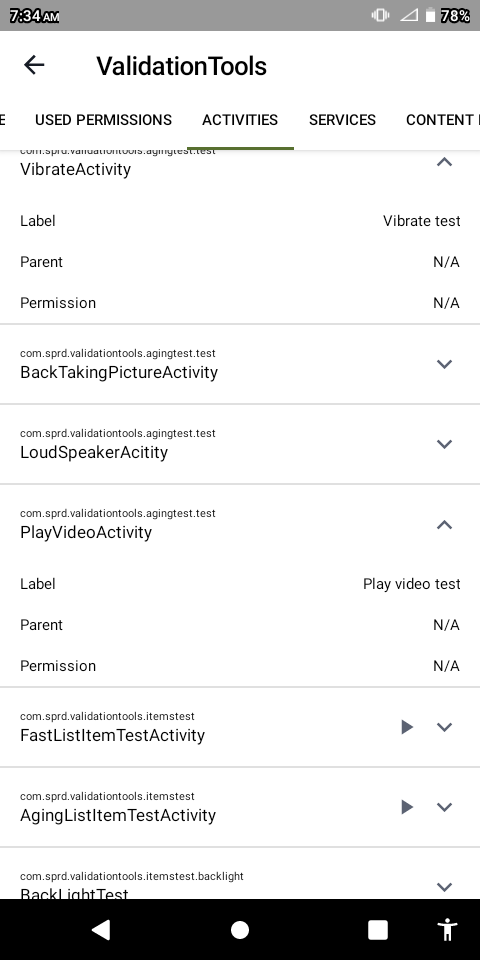 7:34 AM
78%
ValidationTools
E
USED PERMISSIONS
ACTIVITIES
SERVICES
CONTENT
com.sprd.validationtools.agingtest.test
VibrateActivity
Label
Vibrate test
Parent
N/A
Permission
N/A
com.sprd.validationtools.agingtest.test
BackTakingPictureActivity
com.sprd.validationtools.agingtest.test
LoudSpeakerAcitity
com.sprd.validationtools.agingtest.test
PlayVideoActivity
Label
Play video test
Parent
N/A
Permission
N/A
com.sprd.validationtools.itemstest
FastListItemTestActivity
com.sprd.validationtools.itemstest
AgingListItemTestActivity
com.sprd.validationtools.itemstest.backlight
BackLightTest